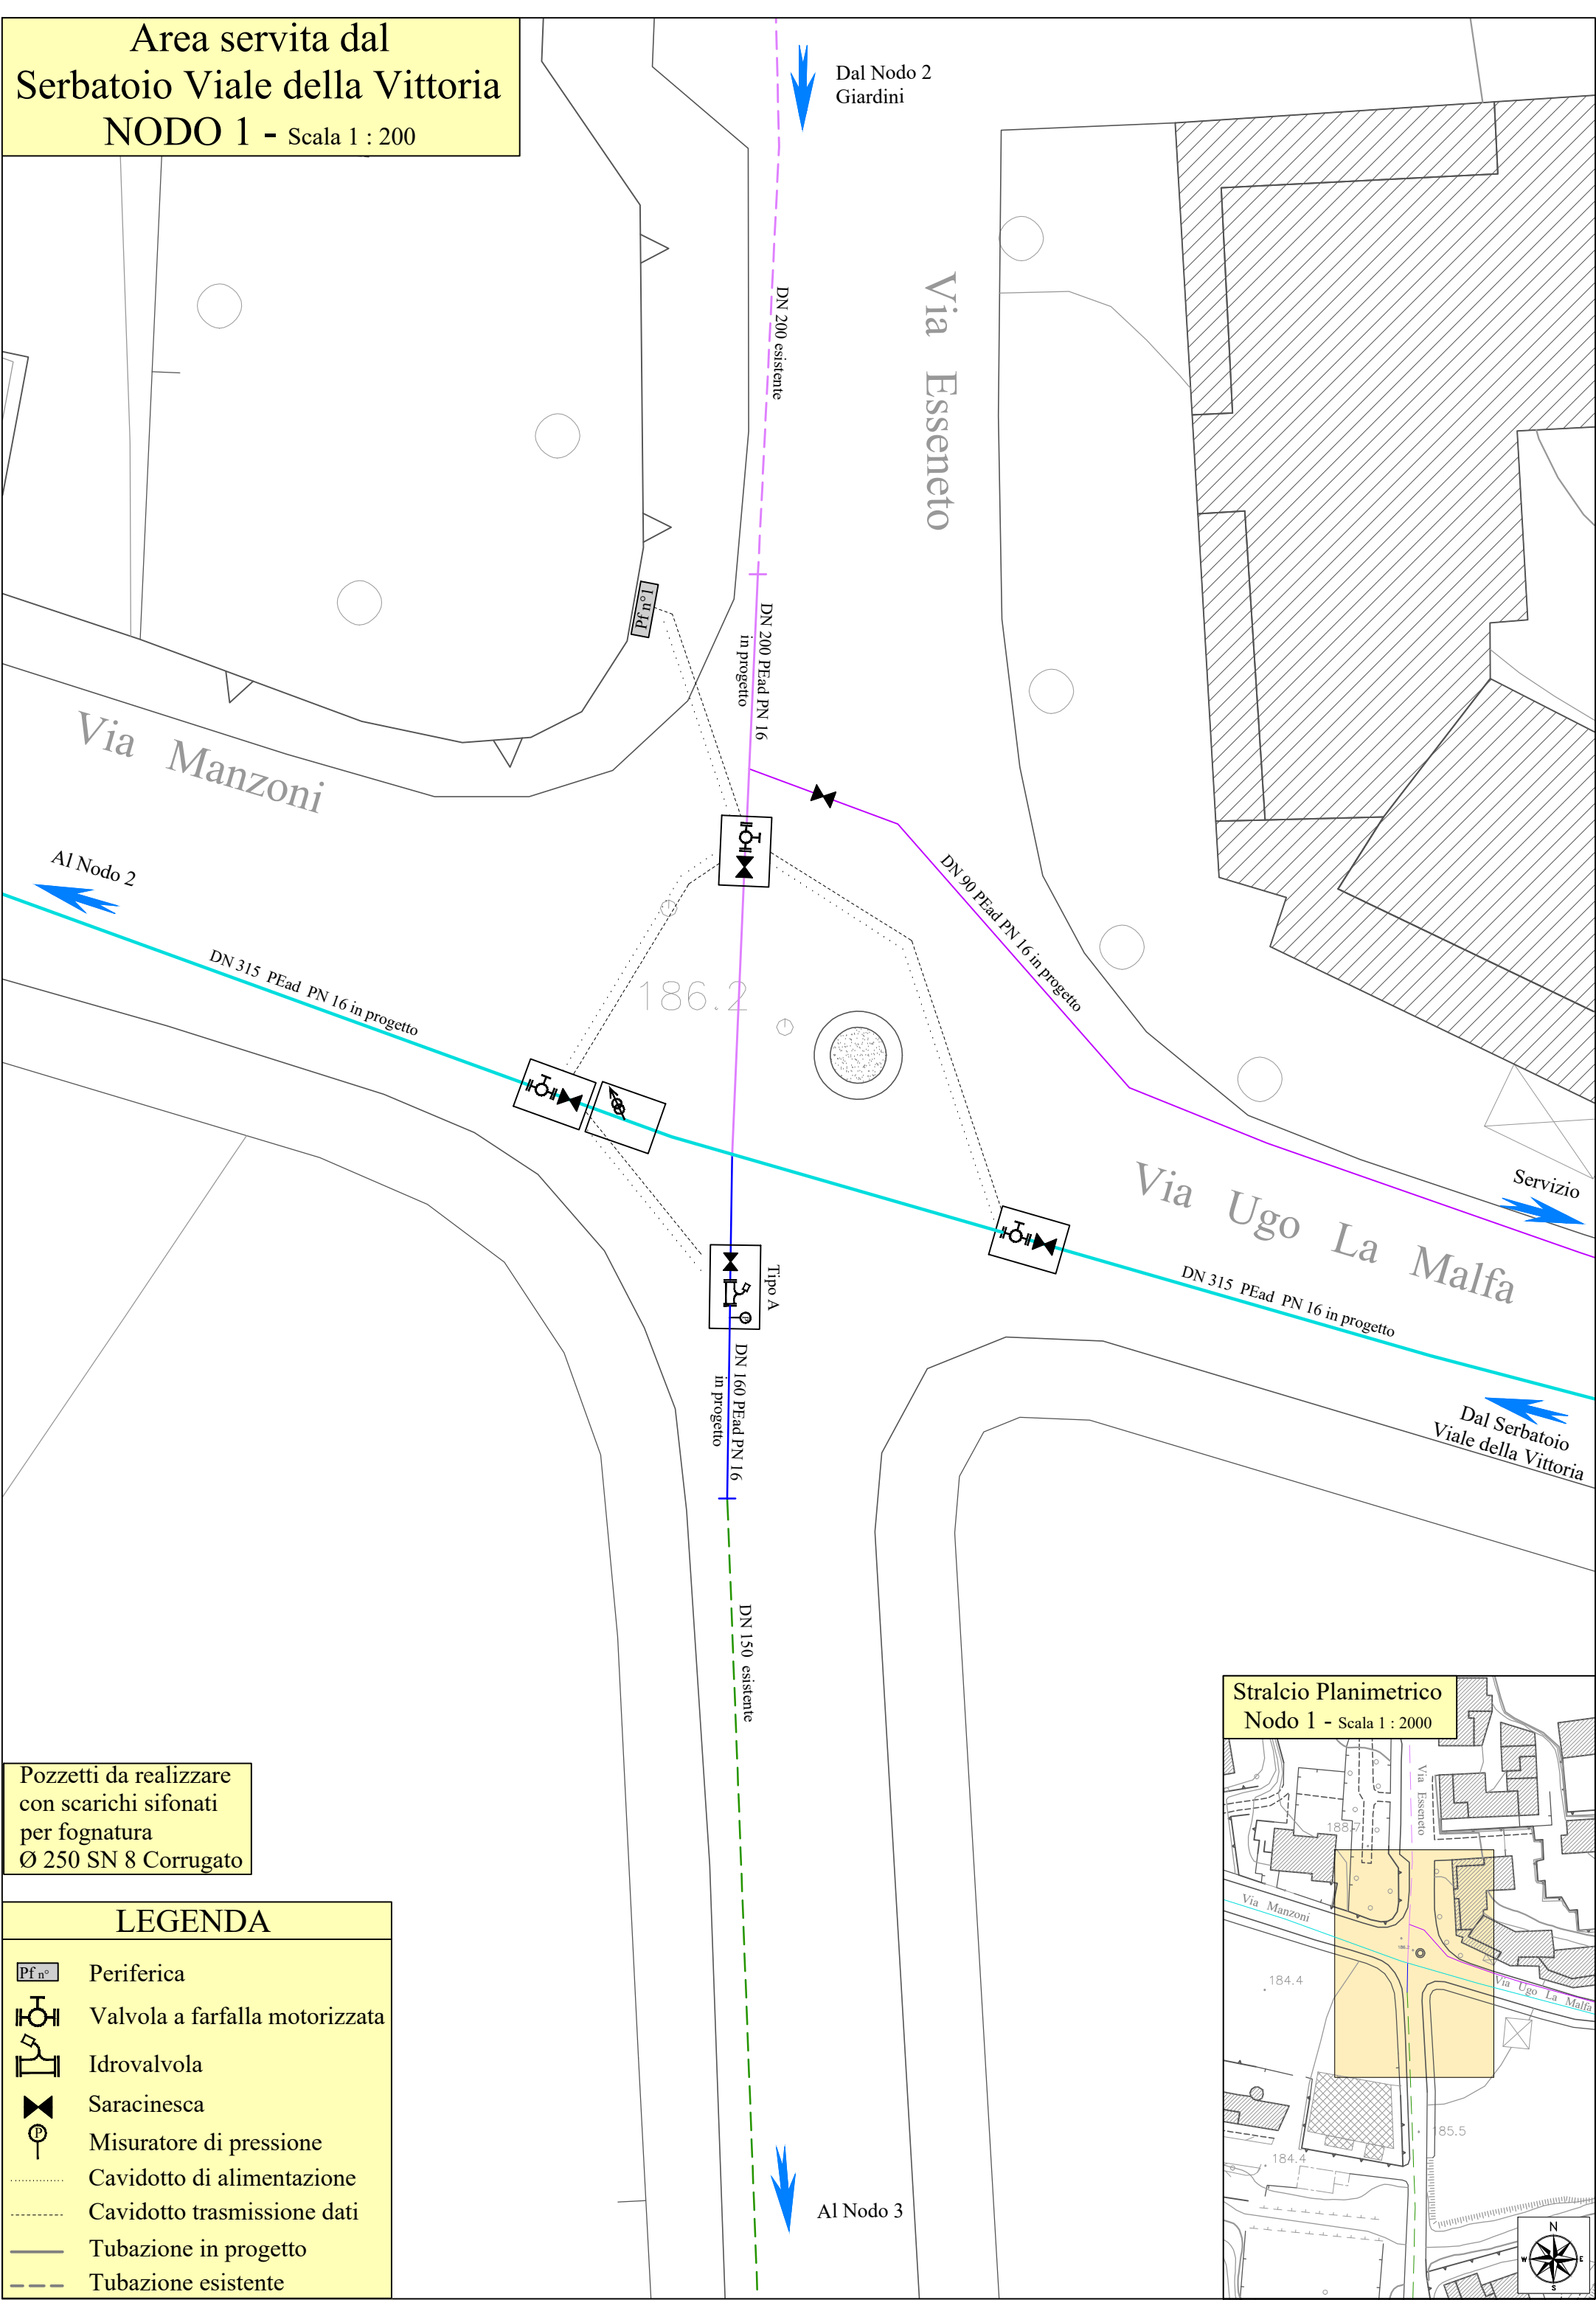 Area servita dal
Serbatoio Viale della Vittoria
NODO 1 - Scala 1 : 200
Dal Nodo 2
Giardini
DN 200 esistente
Via Esseneto
Pf n°1
DN 200 PEad PN 16
in progetto
Via Manzoni
Al Nodo 2
DN 315 PEad PN 16 in progetto
DN 90 PEad PN 16 in progetto
186.2
Via Ugo La Malfa
Servizio
DN 315 PEad PN 16 in progetto
Tipo A
P
DN 160 PEad PN 16
in progetto
Dal Serbatoio
Viale della Vittoria
DN 150 esistente
Al Nodo 3
Pozzetti da realizzare
con scarichi sifonati
per fognatura
Ø 250 SN 8 Corrugato
LEGENDA
Pf n° Periferica
Valvola a farfalla motorizzata
Idrovalvola
Saracinesca
P Misuratore di pressione
Cavidotto di alimentazione
Cavidotto trasmissione dati
Tubazione in progetto
Tubazione esistente
Stralcio Planimetrico
Nodo 1 - Scala 1 : 2000
Via Esseneto
188.7
Via Manzoni
184.4
Via Ugo La Malfa
185.5
184.4
N
W E
S